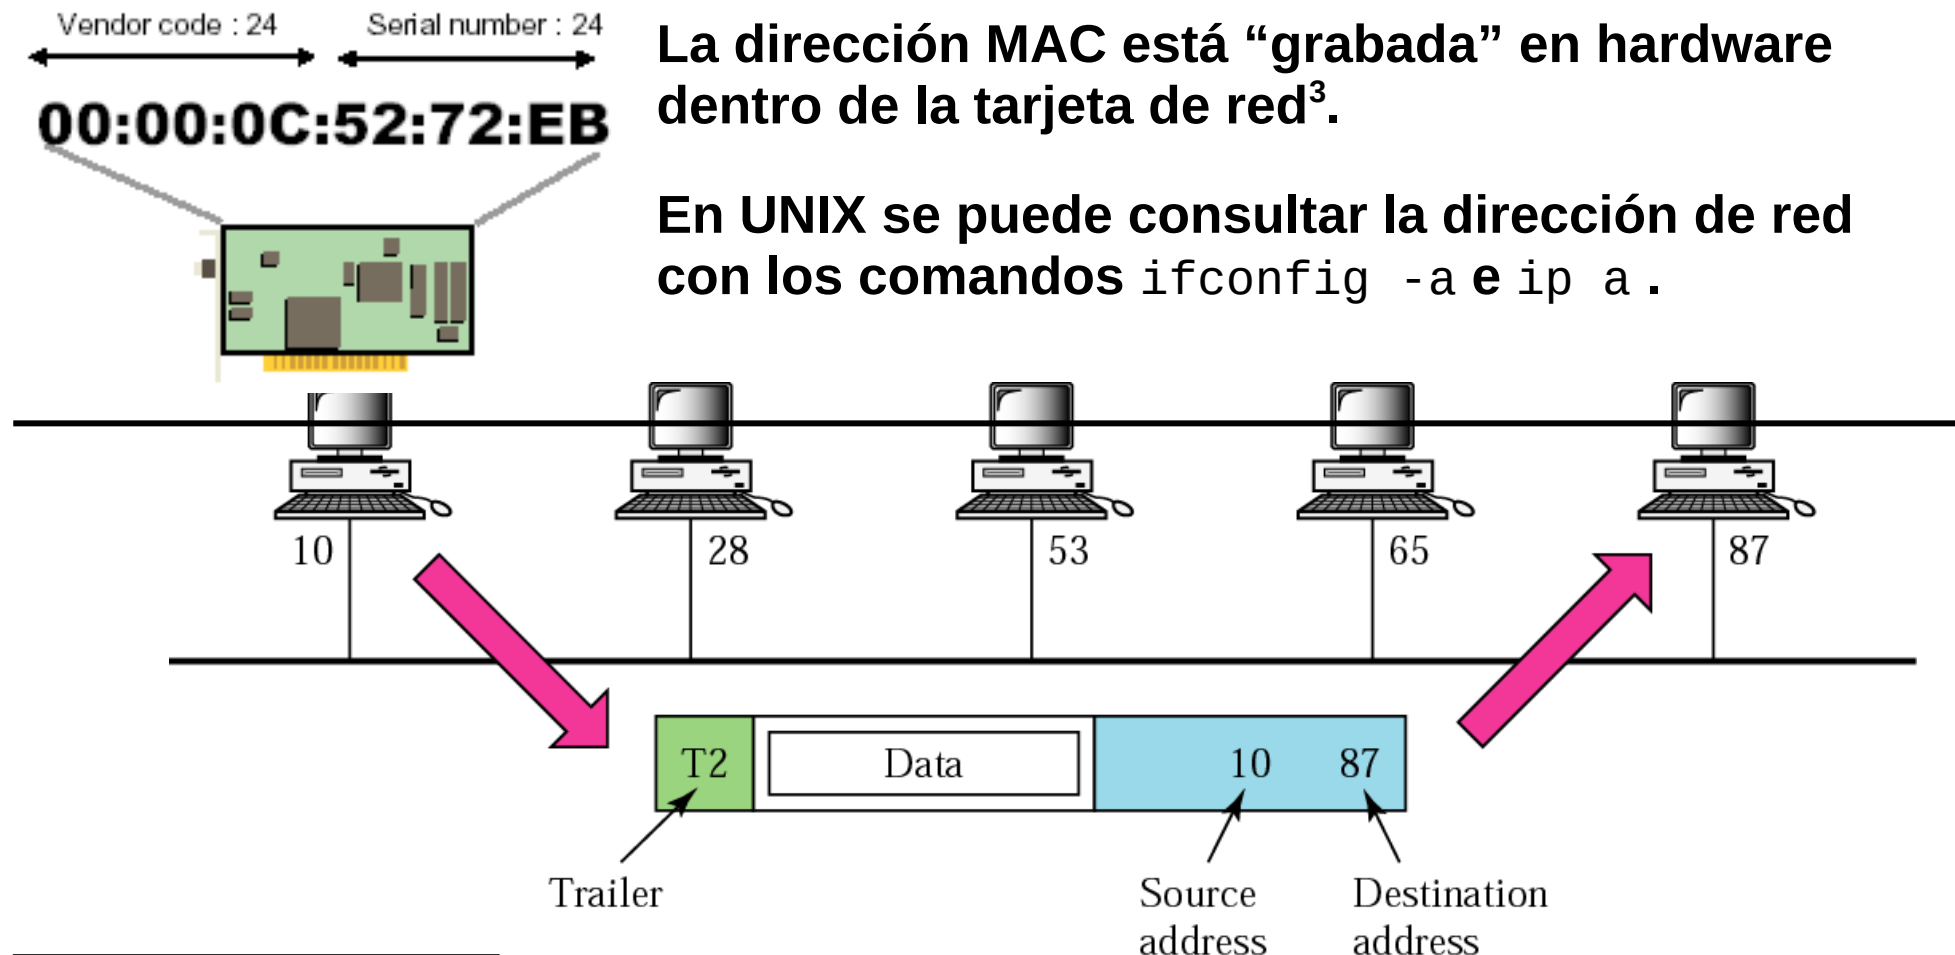 Vendor code : 24 Serial number : 24
00:00:0C:52:72:EB
La dirección MAC está “grabada” en hardware
dentro de la tarjeta de red³.
En UNIX se puede consultar la dirección de red
con los comandos ifconfig -a e ip a .
10 28 53 65 87
T2 Data 10 87
Trailer
Source address
Destination address